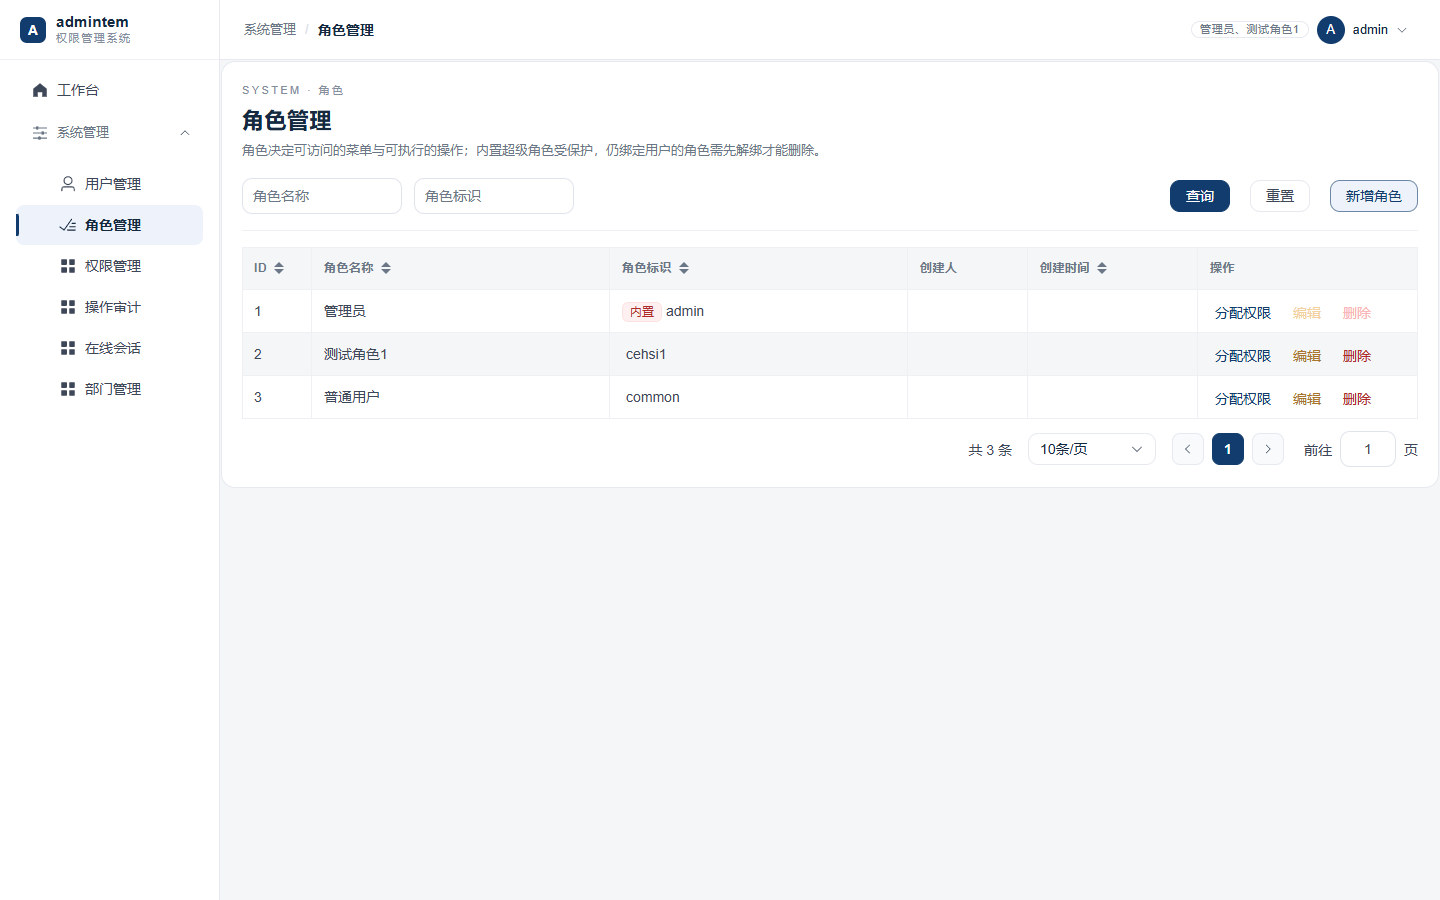 A admintem
权限管理系统
系统管理 / 角色管理
管理员、测试角色1 A admin
工作台
系统管理
用户管理
角色管理
权限管理
操作审计
在线会话
部门管理
SYSTEM · 角色
角色管理
角色决定可访问的菜单与可执行的操作；内置超级角色受保护，仍绑定用户的角色需先解绑才能删除。
角色名称 角色标识 查询 重置 新增角色
ID 角色名称 角色标识 创建人 创建时间 操作
1 管理员 内置 admin 分配权限 编辑 删除
2 测试角色1 cehsi1 分配权限 编辑 删除
3 普通用户 common 分配权限 编辑 删除
共 3 条 10条/页 1 前往 1 页